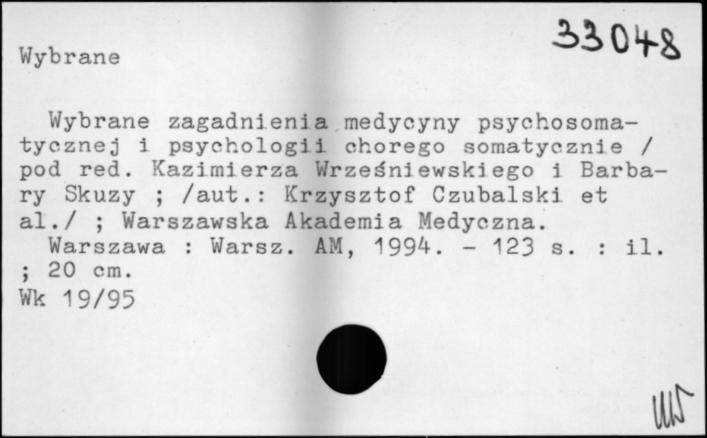 33048
Wybrane
Wybrane zagadnienia medycyny psychosoma-
tycznej i psychologii chorego somatycznie /
pod red. Kazimierza Wrześniewskiego i Barba-
ry Skuzy ; /aut.: Krzysztof Czubalski et
al./ ; Warszawska Akademia Medyczna.
Warszawa : Warsz. AM, 1994. - 123 s. : il.
; 20 cm.
Wk 19/95